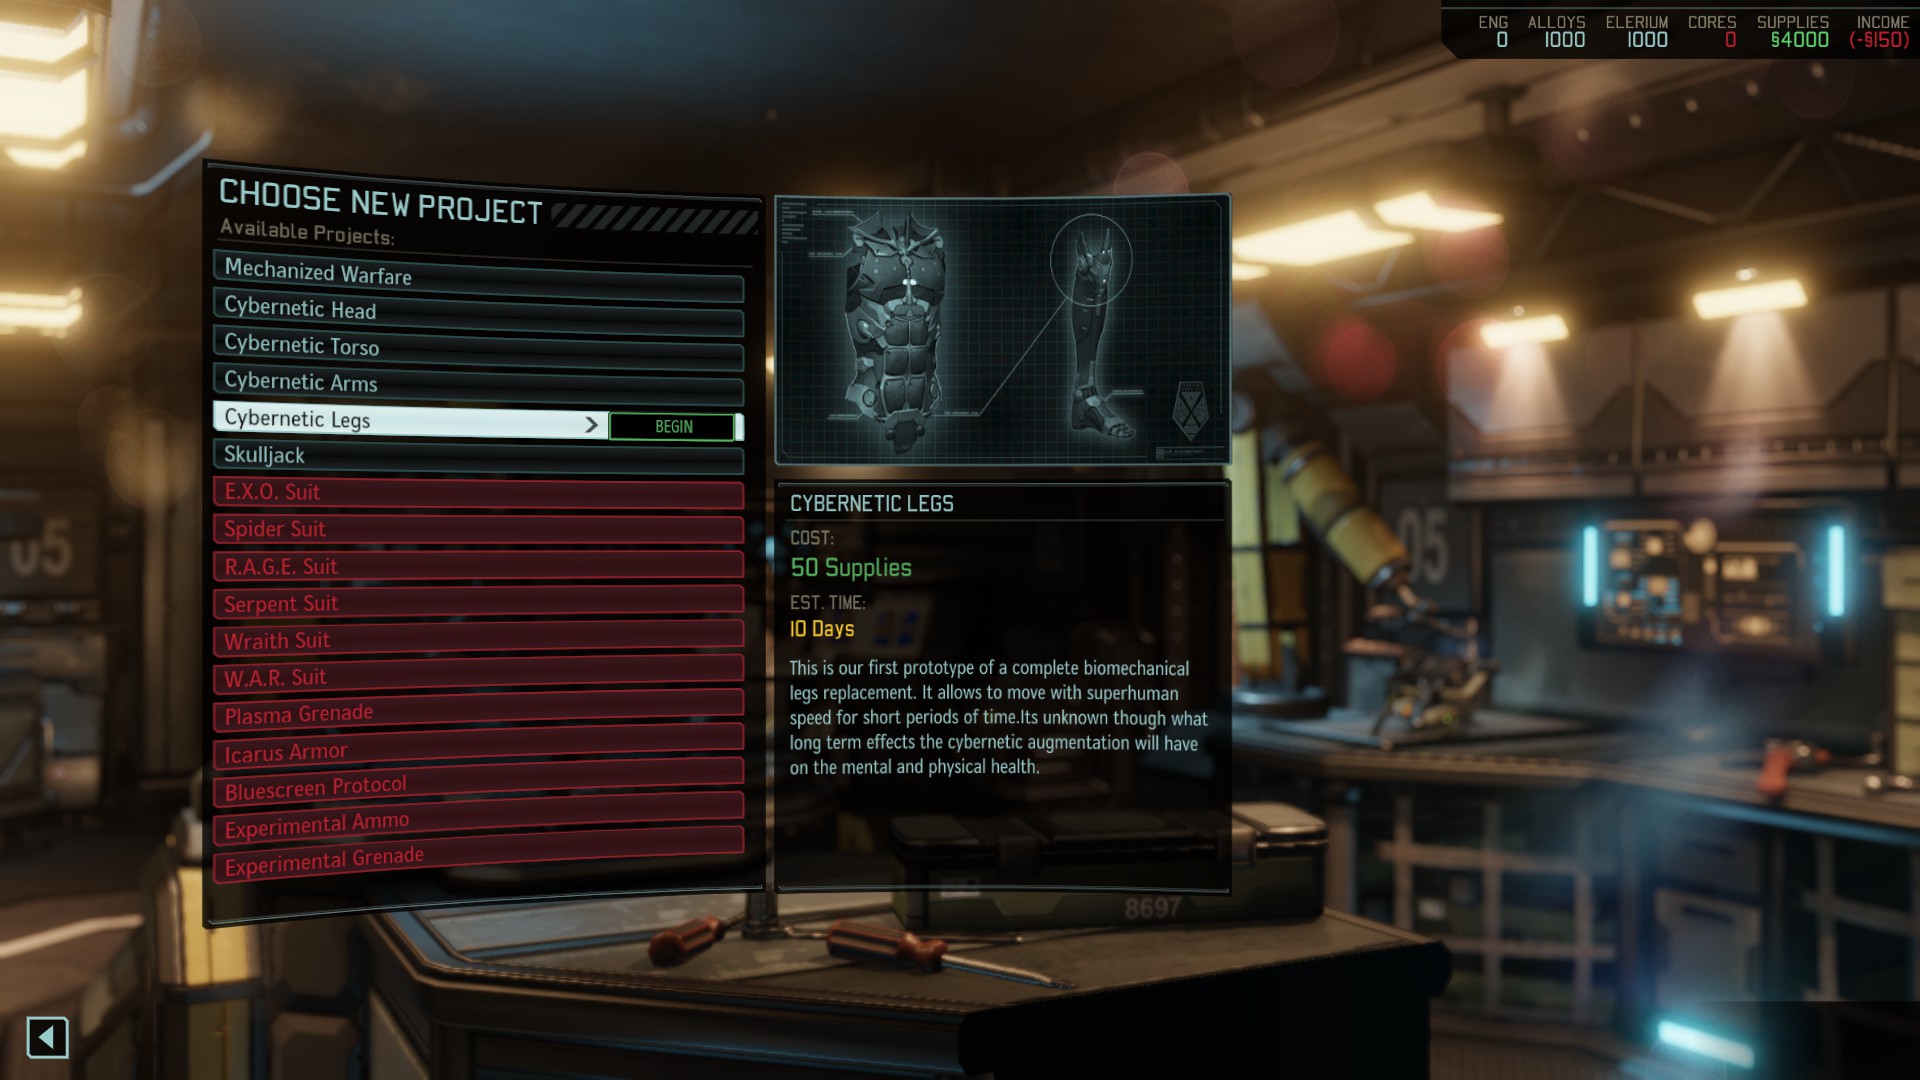 ENG ALLOYS ELERIUM CORES SUPPLIES INCOME
0 1000 1000 0 §4000 (-§150)
CHOOSE NEW PROJECT
Available Projects:
Mechanized Warfare
Cybernetic Head
Cybernetic Torso
Cybernetic Arms
Cybernetic Legs
BEGIN
Skulljack
E.X.O. Suit
Spider Suit
R.A.G.E. Suit
Serpent Suit
Wraith Suit
W.A.R. Suit
Plasma Grenade
Icarus Armor
Bluescreen Protocol
Experimental Ammo
Experimental Grenade
CYBERNETIC LEGS
COST:
50 Supplies
EST. TIME:
10 Days
This is our first prototype of a complete biomechanical
legs replacement. It allows to move with superhuman
speed for short periods of time.Its unknown though what
long term effects the cybernetic augmentation will have
on the mental and physical health.
05
05
8697